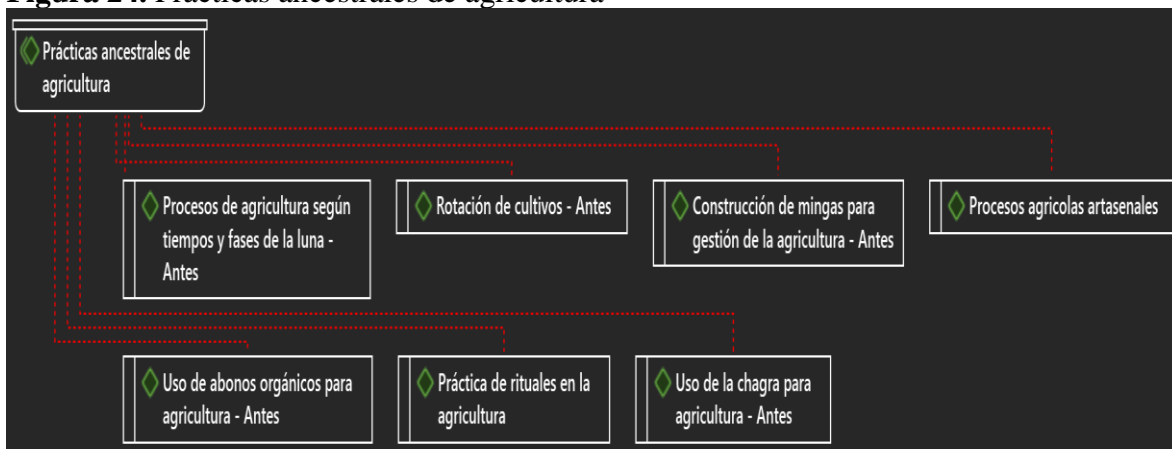 Figura 24. Prácticas ancestrales de agricultura
Prácticas ancestrales de
agricultura
Procesos de agricultura según
tiempos y fases de la luna -
Antes
Rotación de cultivos - Antes
Construcción de mingas para
gestión de la agricultura - Antes
Procesos agricolas artasenales
Uso de abonos orgánicos para
agricultura - Antes
Práctica de rituales en la
agricultura
Uso de la chagra para
agricultura - Antes